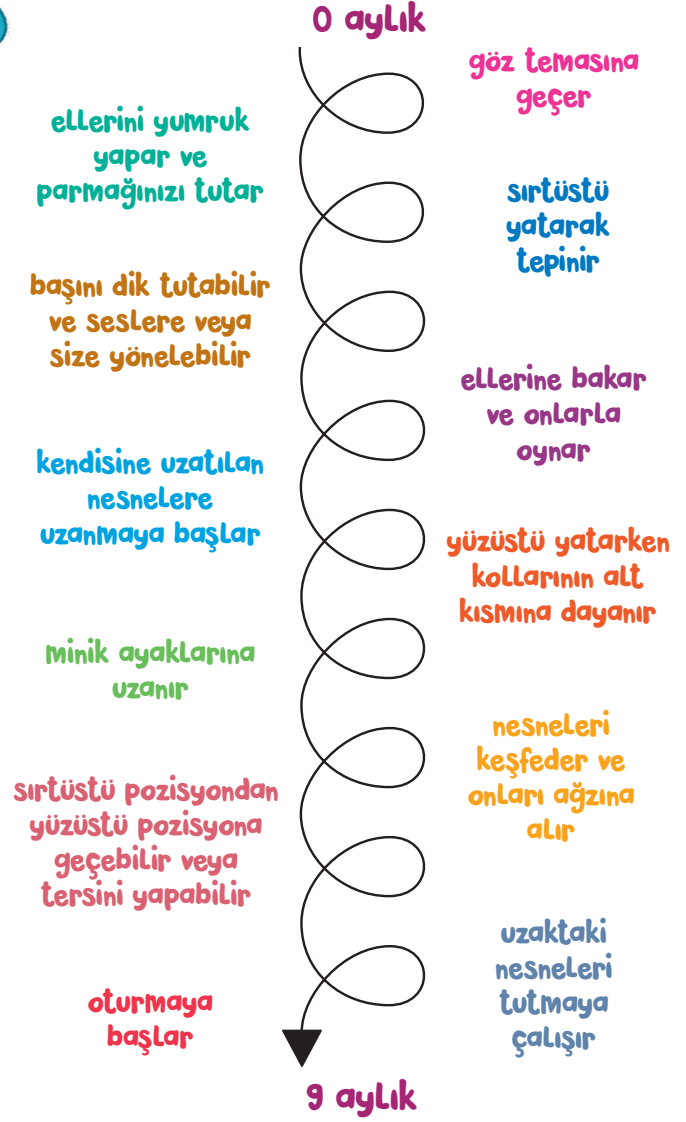 0 aylık
göz temasına
geçer
ellerini yumruk
yapar ve
parmağınızı tutar
sırtüstü
yatarak
tepinir
başını dik tutabilir
ve seslere veya
size yönelebilir
ellerine bakar
ve onlarla
oynar
kendisine uzatılan
nesnelere
uzanmaya başlar
yüzüstü yatarken
kollarının alt
kısmına dayanır
minik ayaklarına
uzanır
nesneleri
keşfeder ve
onları ağzına
alır
sırtüstü pozisyondan
yüzüstü pozisyona
geçebilir veya
tersini yapabilir
uzaktaki
nesneleri
tutmaya
çalışır
oturmaya
başlar
9 aylık